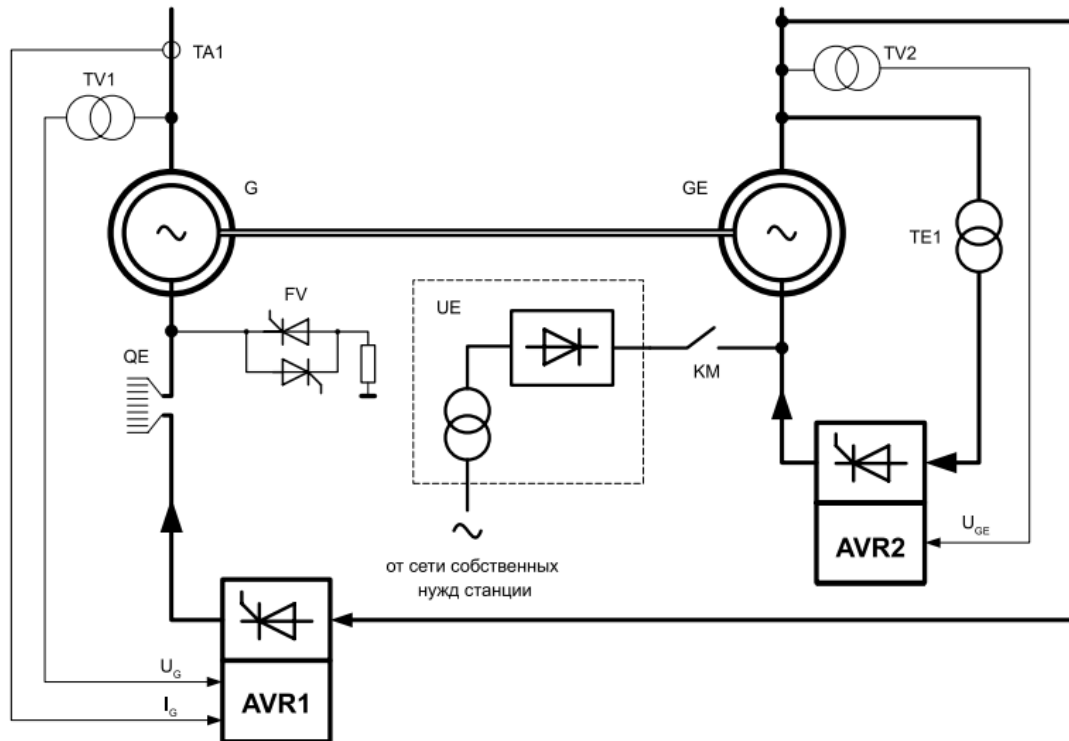 TA1
TV1
TV2
G
GE
TE1
FV
UE
QE
KM
U_GE
AVR2
от сети собственных
нужд станции
U_G
I_G
AVR1